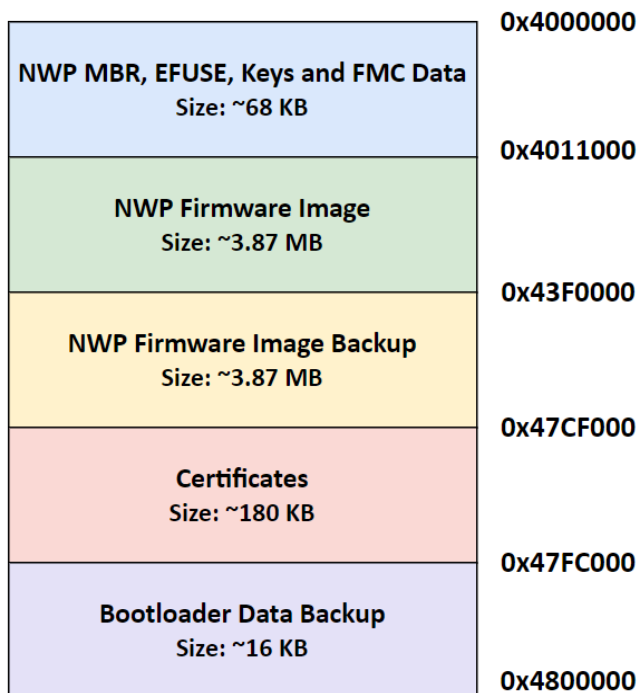 0x4000000
NWP MBR, EFUSE, Keys and FMC Data
Size: ~68 KB
0x4011000
NWP Firmware Image
Size: ~3.87 MB
0x43F0000
NWP Firmware Image Backup
Size: ~3.87 MB
0x47CF000
Certificates
Size: ~180 KB
0x47FC000
Bootloader Data Backup
Size: ~16 KB
0x4800000